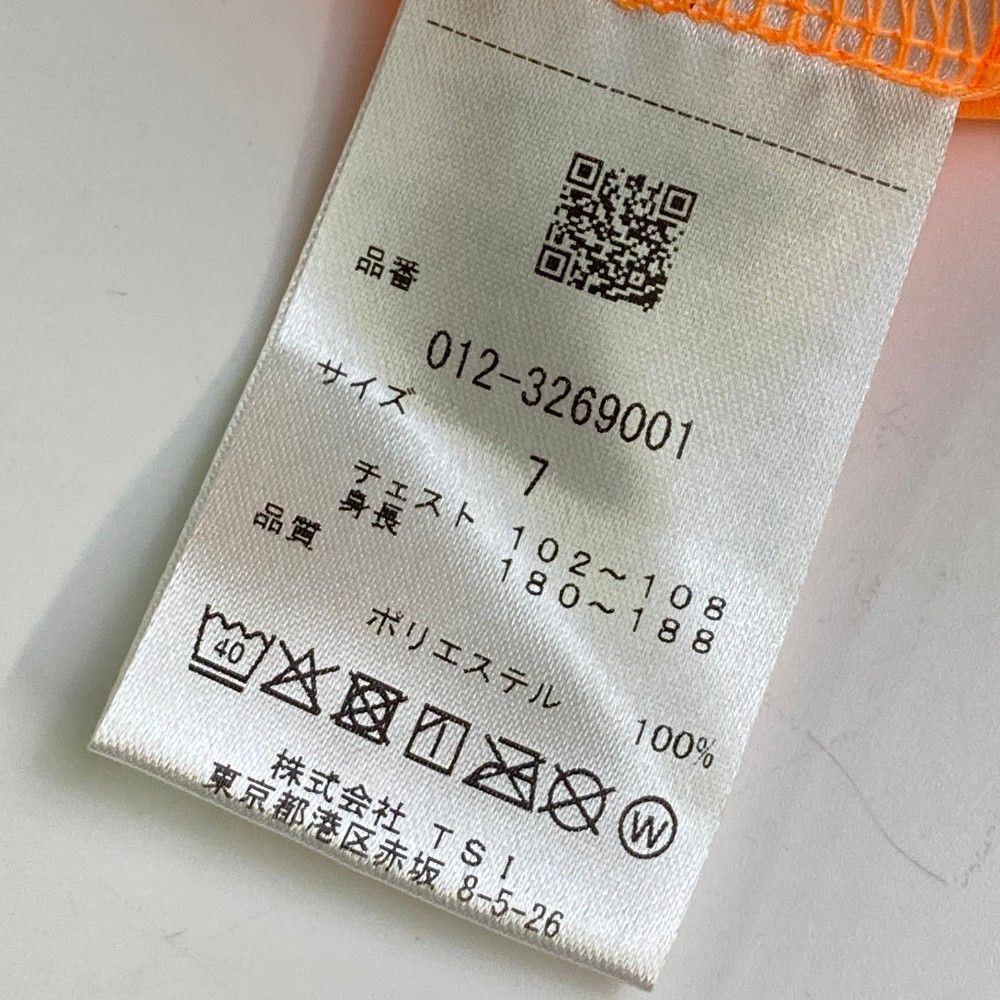 品番
012-3269001
サイズ
7
チェスト 102～108
身長 180～188
品質
ポリエステル 100%
40
W
株式会社 TSI
東京都港区赤坂 8-5-26